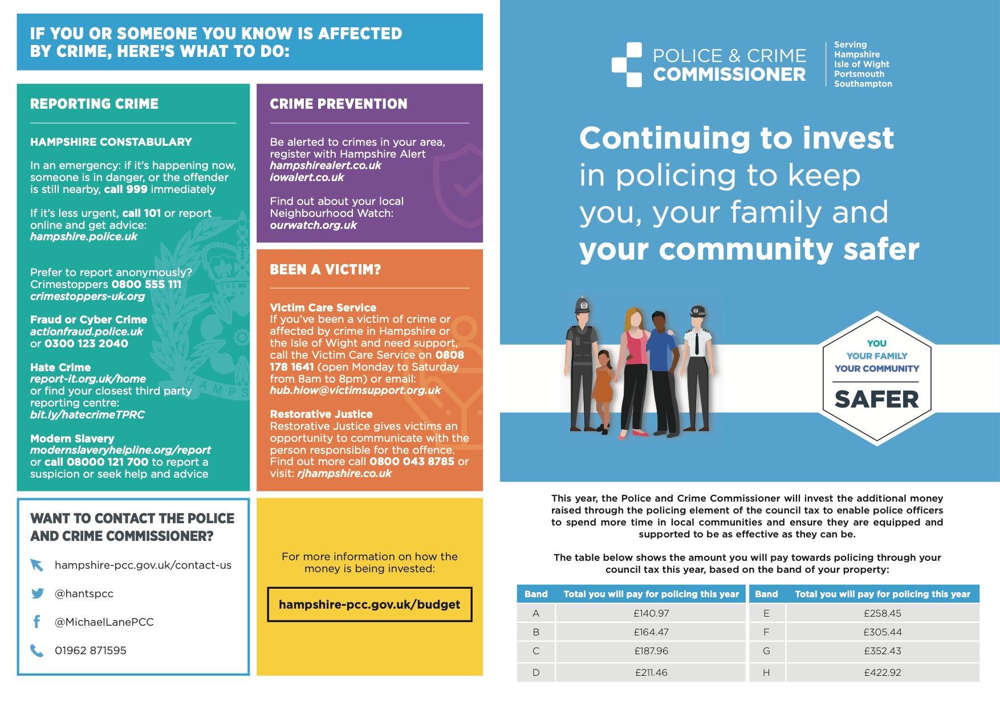 IF YOU OR SOMEONE YOU KNOW IS AFFECTED
BY CRIME, HERE'S WHAT TO DO:
REPORTING CRIME
HAMPSHIRE CONSTABULARY
In an emergency: if it's happening now,
someone is in danger, or the offender
is still nearby, call 999 immediately
If it's less urgent, call 101 or report
online and get advice:
hampshire.police.uk
Prefer to report anonymously?
Crimestoppers 0800 555 111
crimestoppers-uk.org
Fraud or Cyber Crime
actionfraud.police.uk
or 0300 123 2040
Hate Crime
report-it.org.uk/home
or find your closest third party
reporting centre:
bit.ly/hatecrimeTPRC
Modern Slavery
modernslaveryhelpline.org/report
or call 08000 121 700 to report a
suspicion or seek help and advice
HAMPS
CRIME PREVENTION
Be alerted to crimes in your area,
register with Hampshire Alert
hampshirealert.co.uk
iowalert.co.uk
Find out about your local
Neighbourhood Watch:
ourwatch.org.uk
BEEN A VICTIM?
Victim Care Service
If you've been a victim of crime or
affected by crime in Hampshire or
the Isle of Wight and need support,
call the Victim Care Service on 0808
178 1641 (open Monday to Saturday
from 8am to 8pm) or email:
hub.hiow@victimsupport.org.uk
Restorative Justice
Restorative Justice gives victims an
opportunity to communicate with the
person responsible for the offence.
Find out more call 0800 043 8785 or
visit: rjhampshire.co.uk
WANT TO CONTACT THE POLICE
AND CRIME COMMISSIONER?
hampshire-pcc.gov.uk/contact-us
@hantspcc
@MichaelLanePCC
01962 871595
For more information on how the
money is being invested:
hampshire-pcc.gov.uk/budget
POLICE & CRIME
COMMISSIONER
Serving
Hampshire
Isle of Wight
Portsmouth
Southampton
Continuing to invest
in policing to keep
you, your family and
your community safer
YOU
YOUR FAMILY
YOUR COMMUNITY
SAFER
This year, the Police and Crime Commissioner will invest the additional money
raised through the policing element of the council tax to enable police officers
to spend more time in local communities and ensure they are equipped and
supported to be as effective as they can be.
The table below shows the amount you will pay towards policing through your
council tax this year, based on the band of your property:
Band Total you will pay for policing this year Band Total you will pay for policing this year
A £140.97 E £258.45
B £164.47 F £305.44
C £187.96 G £352.43
D £211.46 H £422.92